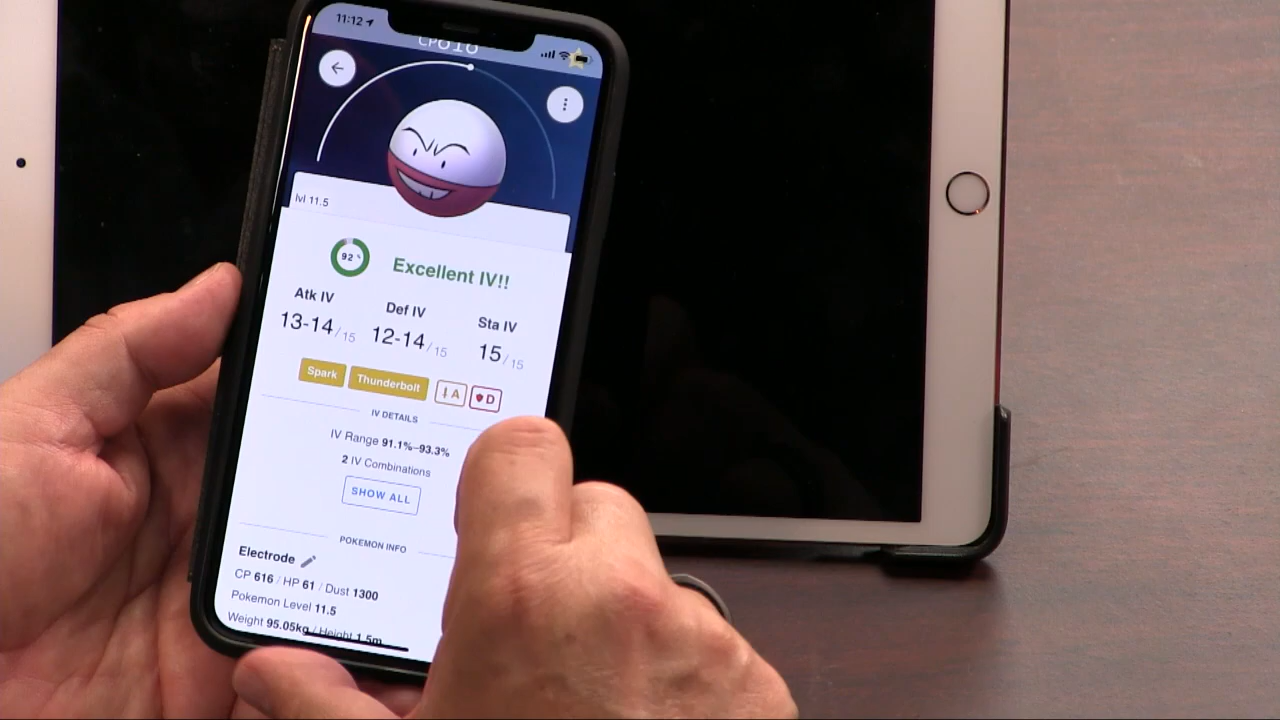 11:12
CP616
lvl 11.5
92 %
Excellent IV!!
Atk IV Def IV Sta IV
13-14/15 12-14/15 15/15
Spark Thunderbolt A D
IV DETAILS
IV Range 91.1%–93.3%
2 IV Combinations
SHOW ALL
POKEMON INFO
Electrode
CP 616 / HP 61 / Dust 1300
Pokemon Level 11.5
Weight 95.05kg / Height 1.5m